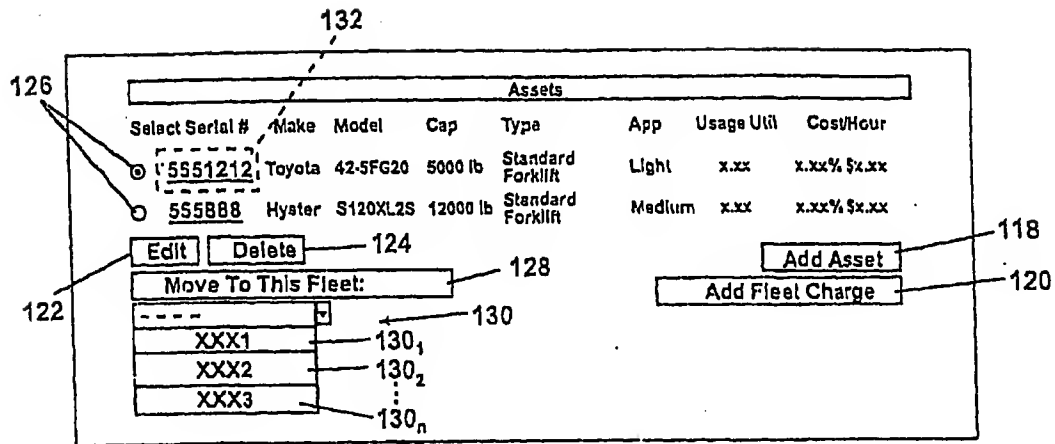 132
Assets
126
Select Serial # Make Model Cap Type App Usage Util Cost/Hour
5551212 Toyota 42-5FG20 5000 lb Standard Forklift Light x.xx x.xx% $x.xx
555888 Hyster S120XL2S 12000 lb Standard Forklift Medium x.xx x.xx% $x.xx
Edit Delete 124 118
Add Asset
128
Move To This Fleet:
122 Add Fleet Charge 120
- - - - 130
XXX1 130₁
XXX2 130₂
XXX3 130ₙ